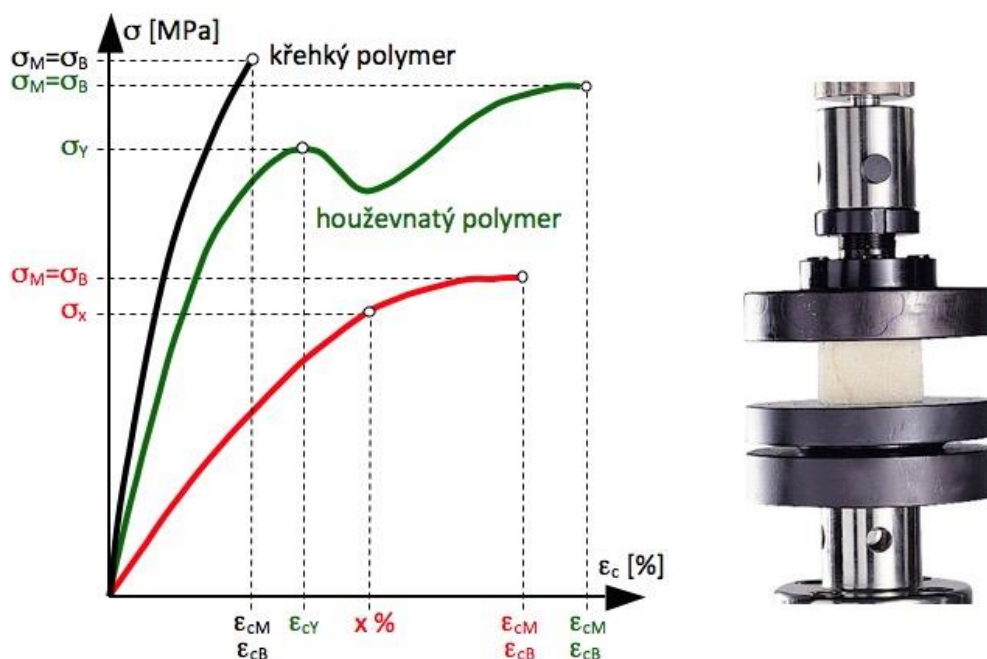 σ [MPa]
σM=σB
křehký polymer
σM=σB
σY
houževnatý polymer
σM=σB
σx
εc [%]
εcM εcY x % εcM εcM
εcB εcB εcB